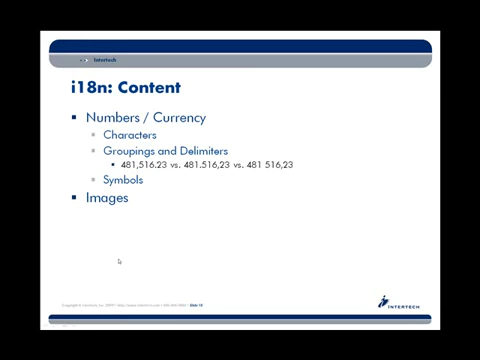 Intertech
i18n: Content
Numbers / Currency
Characters
Groupings and Delimiters
481,516.23 vs. 481.516,23 vs. 481 516,23
Symbols
Images
INTERTECH